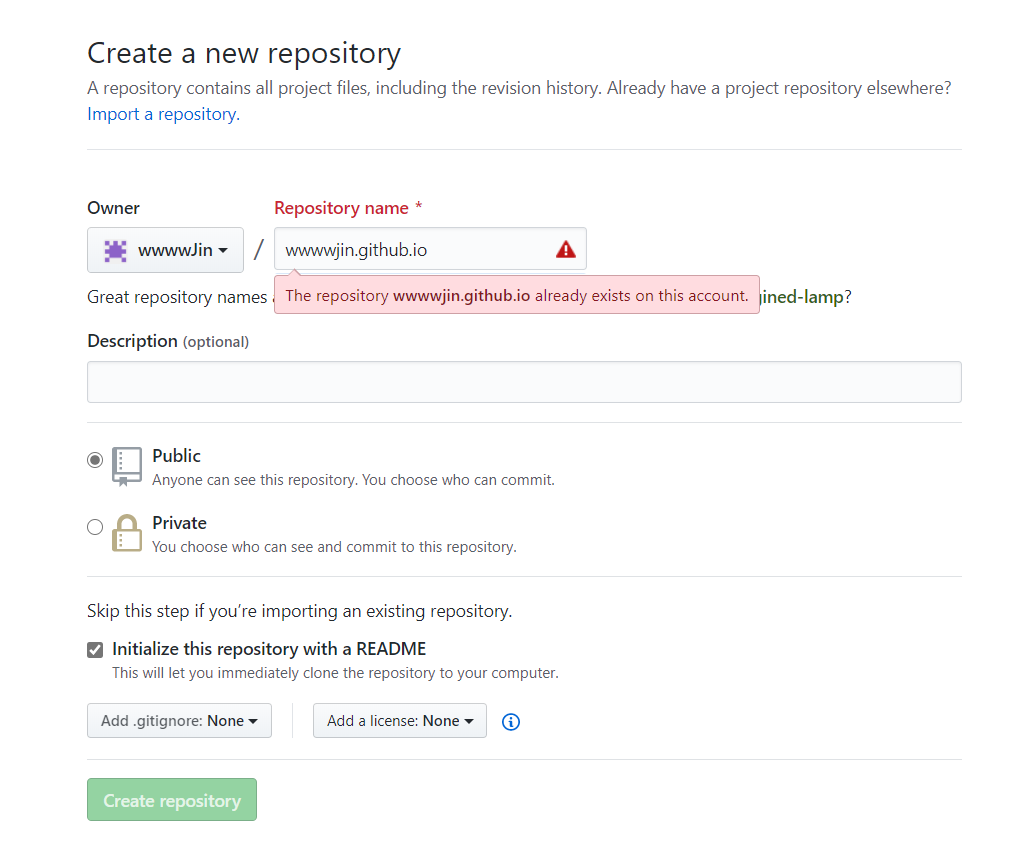 Create a new repository
A repository contains all project files, including the revision history. Already have a project repository elsewhere?
Import a repository.
Owner
Repository name *
wwwwJin
/
wwwwjin.github.io
The repository wwwwjin.github.io already exists on this account.
Great repository names
ined-lamp?
Description (optional)
Public
Anyone can see this repository. You choose who can commit.
Private
You choose who can see and commit to this repository.
Skip this step if you’re importing an existing repository.
Initialize this repository with a README
This will let you immediately clone the repository to your computer.
Add .gitignore: None
Add a license: None
Create repository